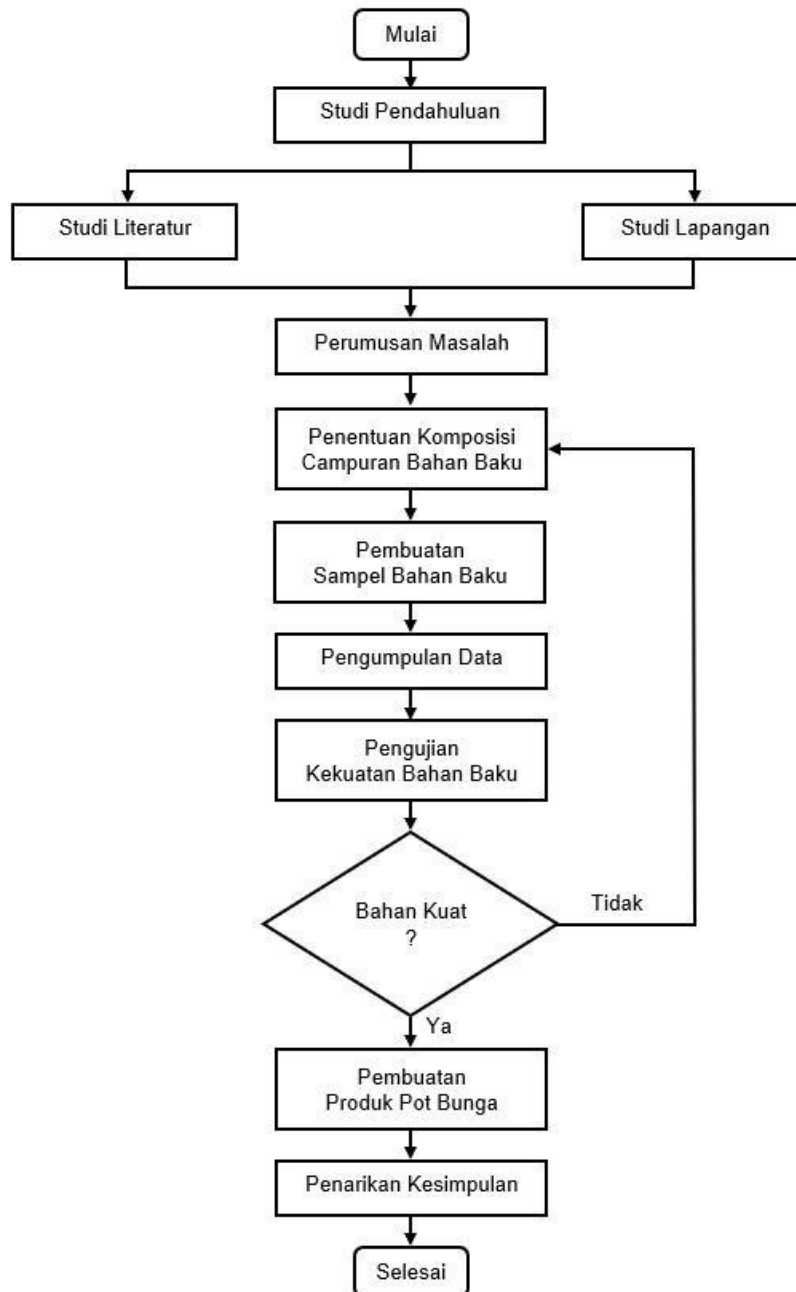 Mulai
Studi Pendahuluan
Studi Literatur
Studi Lapangan
Perumusan Masalah
Penentuan Komposisi
Campuran Bahan Baku
Pembuatan
Sampel Bahan Baku
Pengumpulan Data
Pengujian
Kekuatan Bahan Baku
Bahan Kuat
?
Tidak
Ya
Pembuatan
Produk Pot Bunga
Penarikan Kesimpulan
Selesai